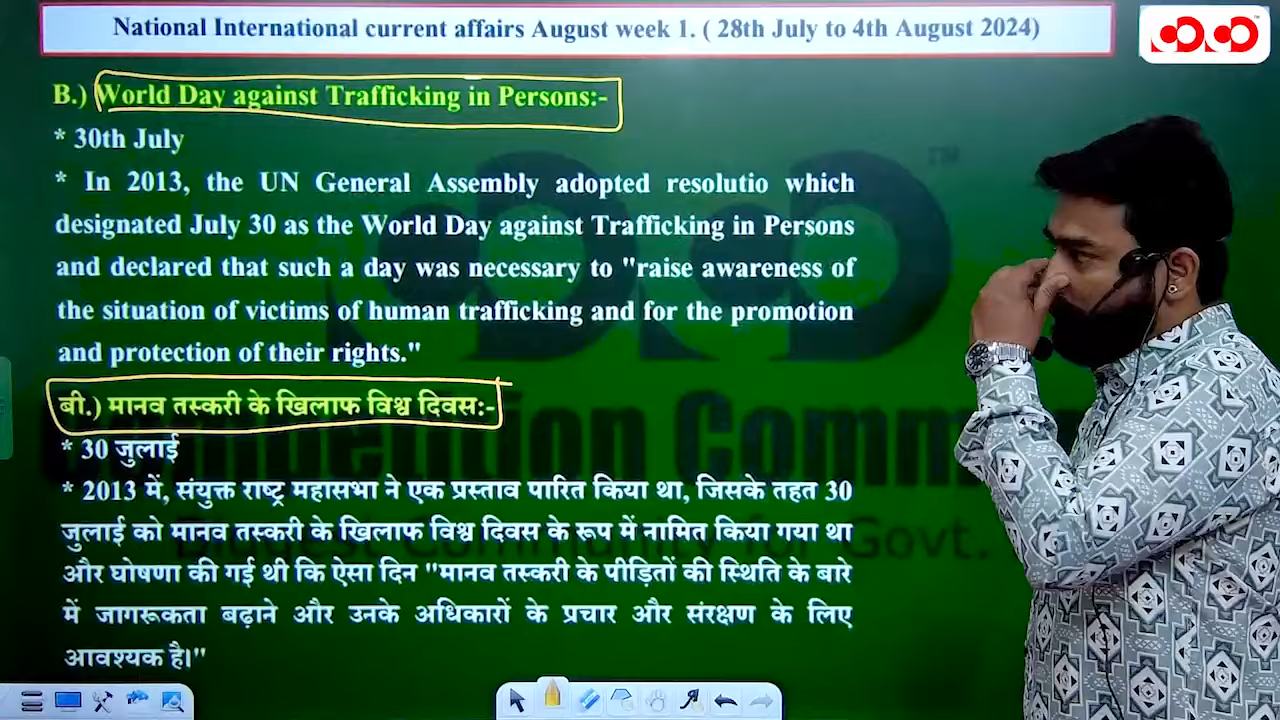 National International current affairs August week 1. ( 28th July to 4th August 2024)
B.) World Day against Trafficking in Persons:-
* 30th July
* In 2013, the UN General Assembly adopted resolutio which
designated July 30 as the World Day against Trafficking in Persons
and declared that such a day was necessary to "raise awareness of
the situation of victims of human trafficking and for the promotion
and protection of their rights."
बी.) मानव तस्करी के खिलाफ विश्व दिवस:-
* 30 जुलाई
* 2013 में, संयुक्त राष्ट्र महासभा ने एक प्रस्ताव पारित किया था, जिसके तहत 30
जुलाई को मानव तस्करी के खिलाफ विश्व दिवस के रूप में नामित किया गया था
और घोषणा की गई थी कि ऐसा दिन "मानव तस्करी के पीड़ितों की स्थिति के बारे
में जागरूकता बढ़ाने और उनके अधिकारों के प्रचार और संरक्षण के लिए
आवश्यक है।"
Govt.